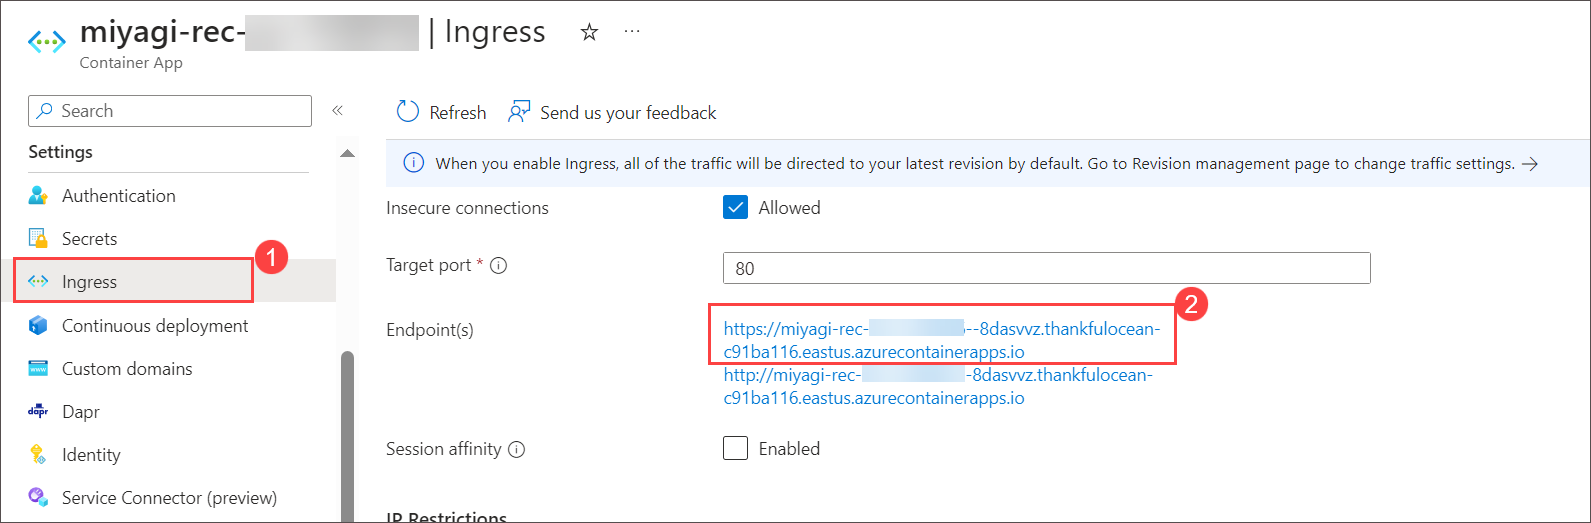 miyagi-rec- | Ingress
Container App
Search
Settings
Authentication
Secrets
1
Ingress
Continuous deployment
Custom domains
dapr
Dapr
Identity
Service Connector (preview)
Refresh
Send us your feedback
When you enable Ingress, all of the traffic will be directed to your latest revision by default. Go to Revision management page to change traffic settings. →
Insecure connections
Allowed
Target port *
80
2
Endpoint(s)
https://miyagi-rec- --8dasvvz.thankfulocean-
c91ba116.eastus.azurecontainerapps.io
http://miyagi-rec- -8dasvvz.thankfulocean-
c91ba116.eastus.azurecontainerapps.io
Session affinity
Enabled
IP Restrictions